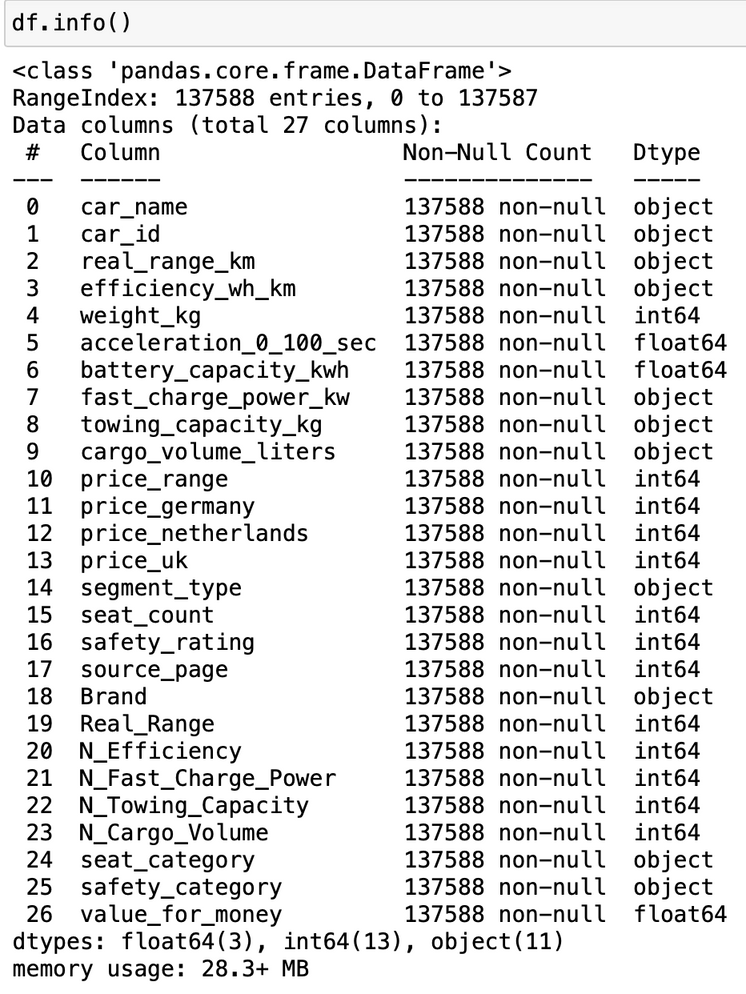 df.info()
<class 'pandas.core.frame.DataFrame'>
RangeIndex: 137588 entries, 0 to 137587
Data columns (total 27 columns):
 #   Column                Non-Null Count   Dtype  
---  ------                --------------   -----  
 0   car_name              137588 non-null  object 
 1   car_id                137588 non-null  object 
 2   real_range_km         137588 non-null  object 
 3   efficiency_wh_km      137588 non-null  object 
 4   weight_kg             137588 non-null  int64  
 5   acceleration_0_100_sec  137588 non-null  float64
 6   battery_capacity_kwh  137588 non-null  float64
 7   fast_charge_power_kw  137588 non-null  object 
 8   towing_capacity_kg    137588 non-null  object 
 9   cargo_volume_liters   137588 non-null  object 
 10  price_range           137588 non-null  int64  
 11  price_germany         137588 non-null  int64  
 12  price_netherlands     137588 non-null  int64  
 13  price_uk              137588 non-null  int64  
 14  segment_type          137588 non-null  object 
 15  seat_count            137588 non-null  int64  
 16  safety_rating         137588 non-null  int64  
 17  source_page           137588 non-null  int64  
 18  Brand                 137588 non-null  object 
 19  Real_Range            137588 non-null  int64  
 20  N_Efficiency          137588 non-null  int64  
 21  N_Fast_Charge_Power   137588 non-null  int64  
 22  N_Towing_Capacity     137588 non-null  int64  
 23  N_Cargo_Volume        137588 non-null  int64  
 24  seat_category         137588 non-null  object 
 25  safety_category       137588 non-null  object 
 26  value_for_money       137588 non-null  float64
dtypes: float64(3), int64(13), object(11)
memory usage: 28.3+ MB